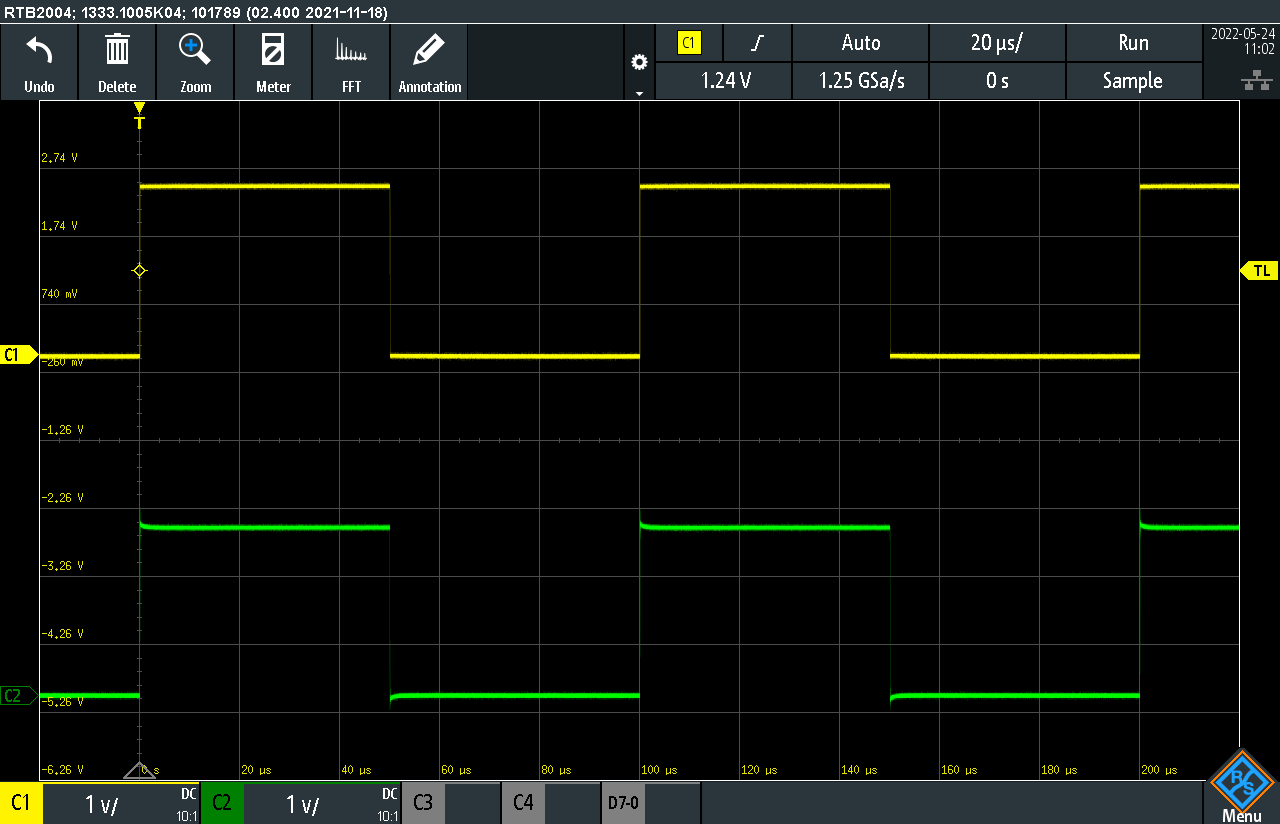 RTB2004; 1333.1005K04; 101789 (02.400 2021-11-18)
Undo
Delete
Zoom
Meter
FFT
Annotation
C1
Auto
20 µs/
Run
1.24 V
1.25 GSa/s
0 s
Sample
2022-05-24
11:02
T
2.74 V
1.74 V
740 mV
TL
C1
-260 mV
-1.26 V
-2.26 V
-3.26 V
-4.26 V
C2
-5.26 V
-6.26 V
0 s
20 µs
40 µs
60 µs
80 µs
100 µs
120 µs
140 µs
160 µs
180 µs
200 µs
C1
1 V/
DC
10:1
C2
1 V/
DC
10:1
C3
C4
D7-0
R S
Menu